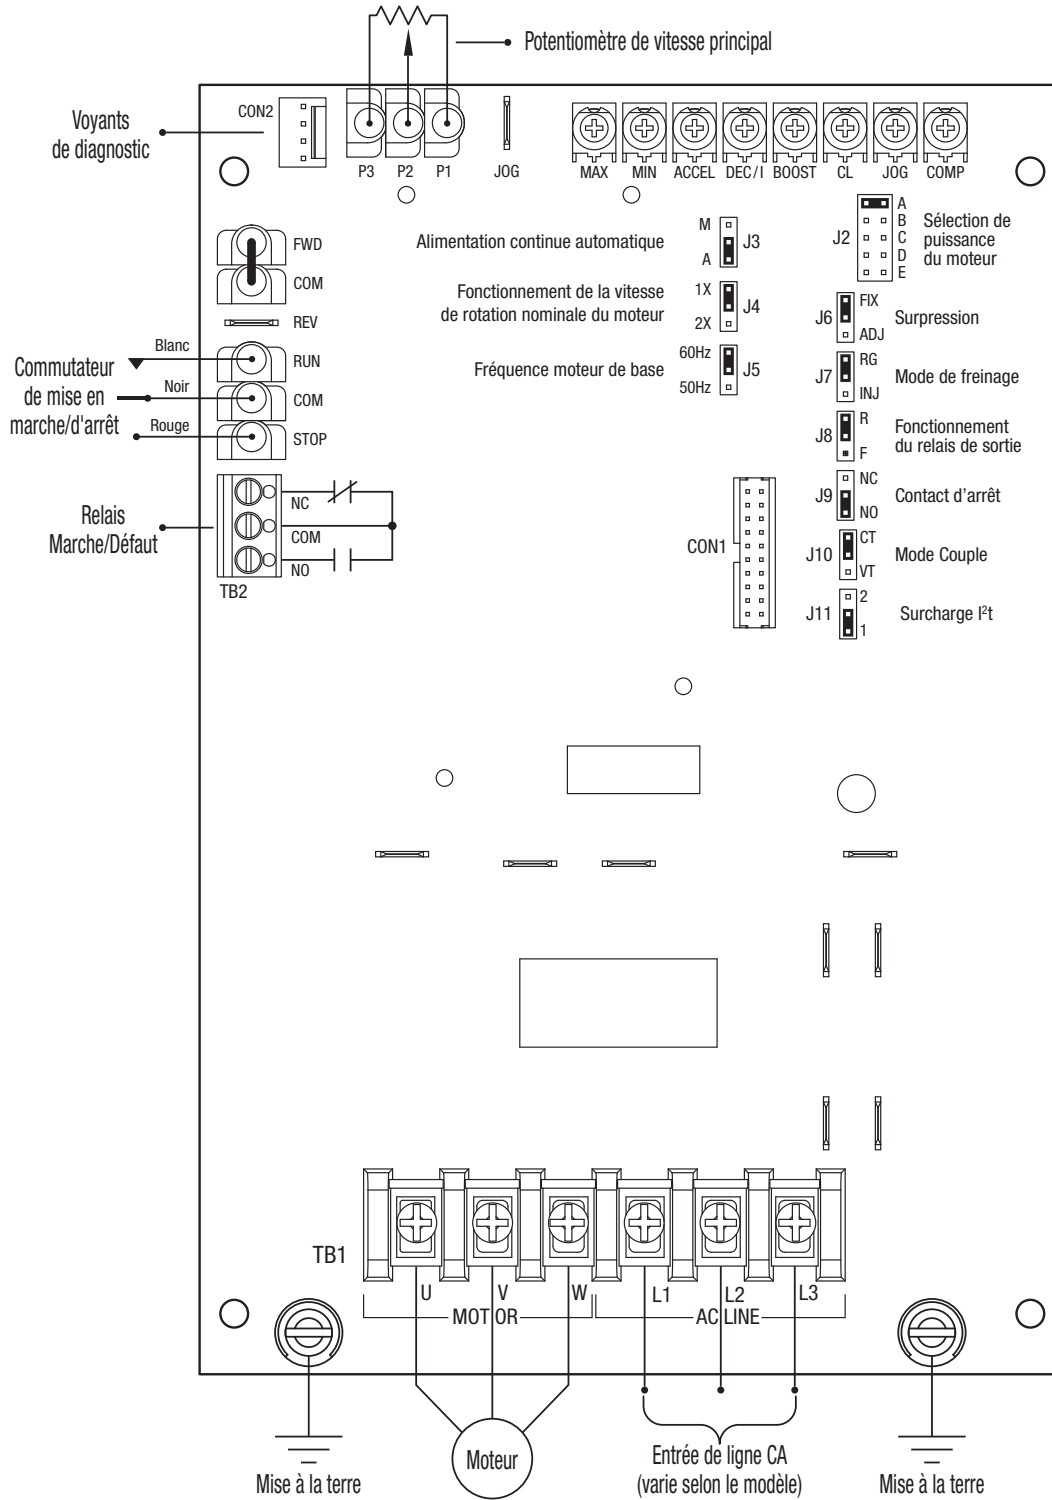 Potentiomètre de vitesse principal
Voyants
de diagnostic
CON2
P3 P2 P1 JOG
MAX MIN ACCEL DEC/I BOOST CL JOG COMP
FWD
COM
REV
Blanc
RUN
Commutateur
de mise en
marche/d'arrêt
Noir
COM
Rouge
STOP
Relais
Marche/Défaut
NC
COM
NO
TB2
Alimentation continue automatique
M
A
J3
Fonctionnement de la vitesse
de rotation nominale du moteur
1X
2X
J4
Fréquence moteur de base
60Hz
50Hz
J5
J2
A
B
C
D
E
Sélection de
puissance
du moteur
J6
FIX
ADJ
Surpression
J7
RG
INJ
Mode de freinage
J8
R
F
Fonctionnement
du relais de sortie
J9
NC
NO
Contact d'arrêt
J10
CT
VT
Mode Couple
J11
2
1
Surcharge I²t
CON1
TB1
U V W L1 L2 L3
MOTOR AC LINE
Moteur
Entrée de ligne CA
(varie selon le modèle)
Mise à la terre
Mise à la terre